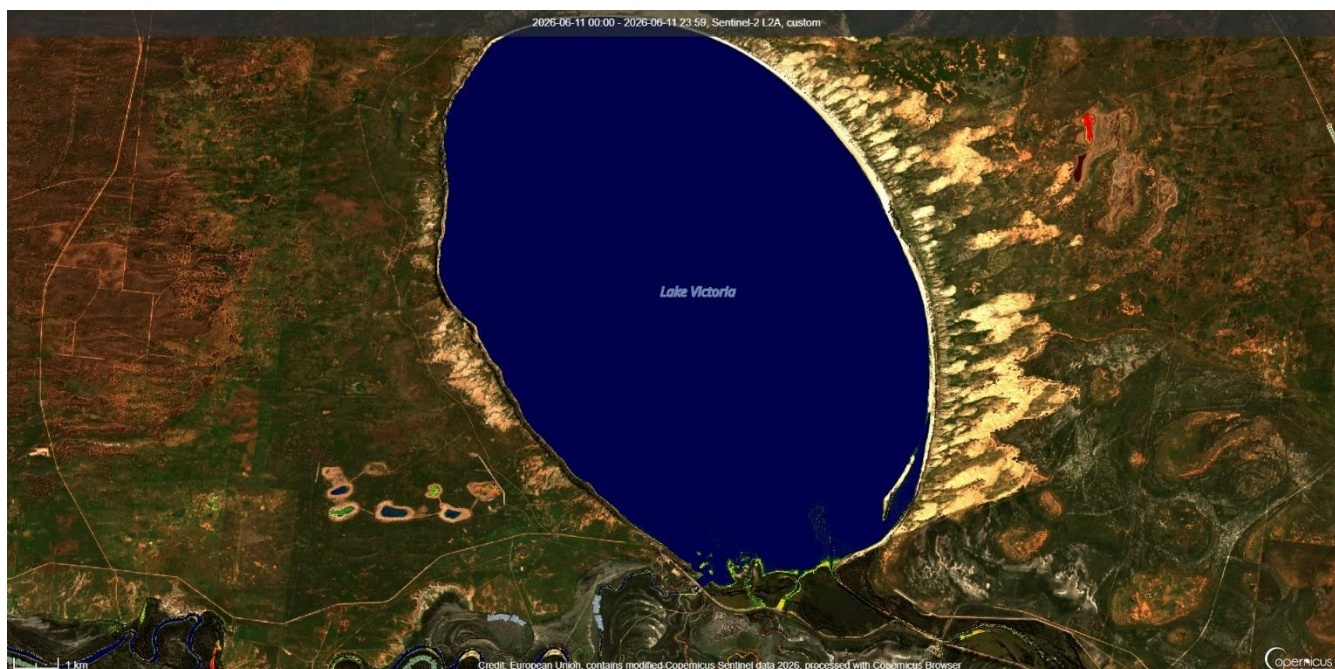 2026-06-11 00:00 - 2026-06-11 23:59, Sentinel-2 L2A, custom
Lake Victoria
1 km
Credit: European Union, contains modified Copernicus Sentinel data 2026, processed with Copernicus Browser
opernicus